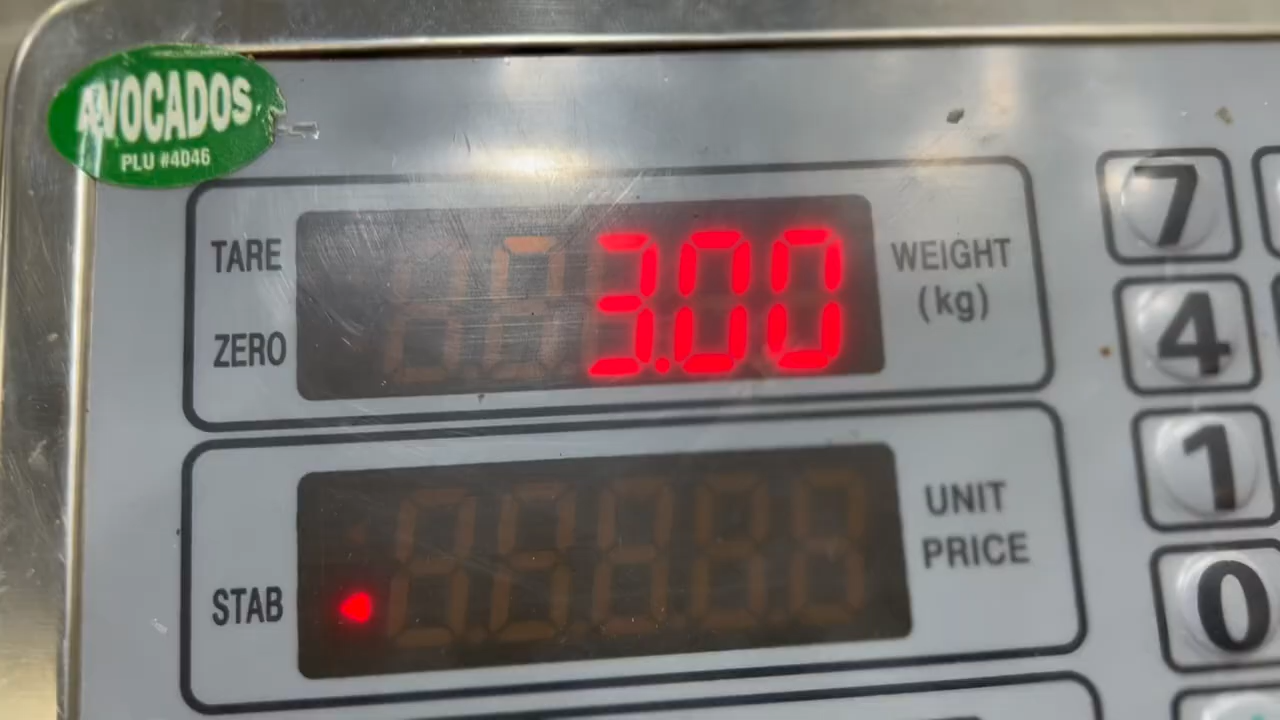 AVOCADOS
PLU #4046
TARE
ZERO
3.00
WEIGHT
(kg)
STAB
UNIT
PRICE
7
4
1
0